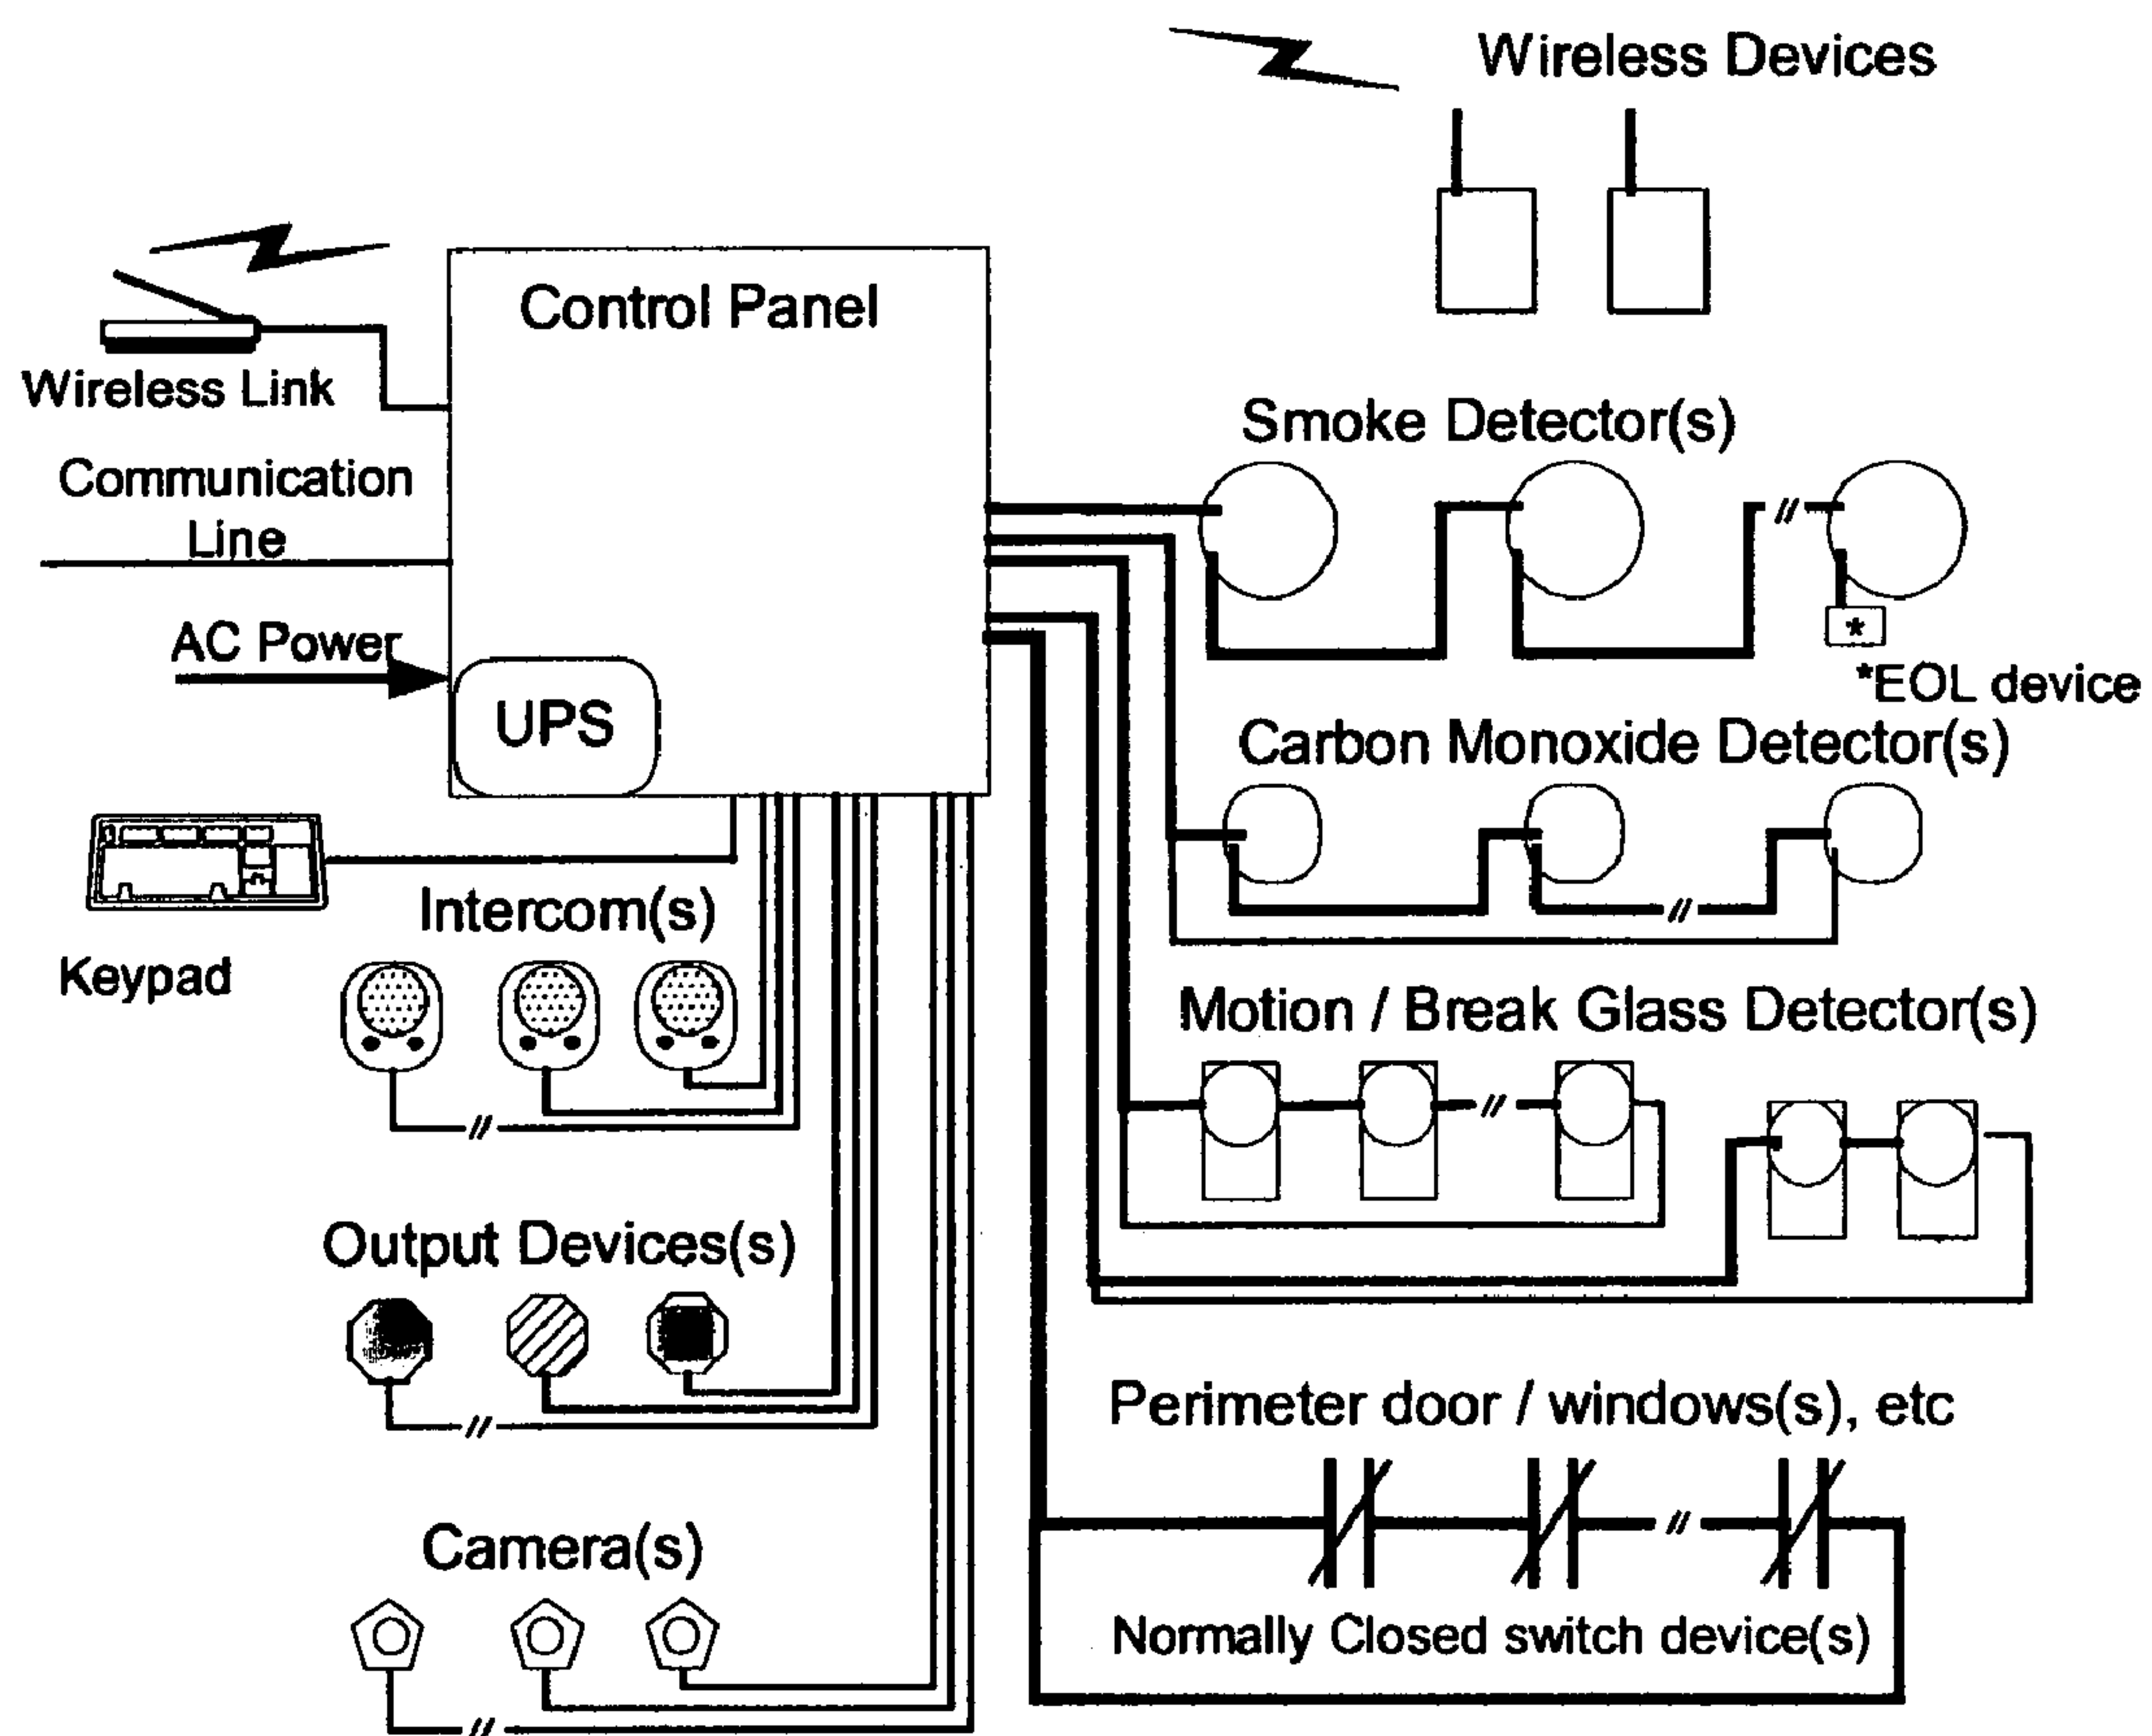 Wireless Devices
Control Panel
Wireless Link
Communication
Line
AC Power
UPS
Smoke Detector(s)
*
*EOL device
Carbon Monoxide Detector(s)
Keypad
Intercom(s)
Motion / Break Glass Detector(s)
Output Devices(s)
Perimeter door / windows(s), etc
Camera(s)
Normally Closed switch device(s)